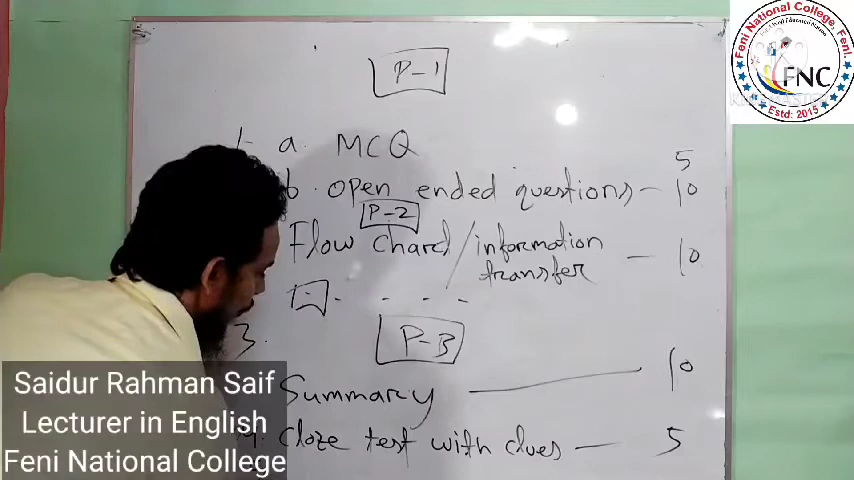 P-1
1. a. MCQ
5
b. open ended questions — 10
P-2
Flow chard/information
transfer — 10
3.
P-3
Summary — 10
4. Cloze test with clues — 5
Saidur Rahman Saif
Lecturer in English
Feni National College
Feni National College, Feni.
FNC
Estd: 2015